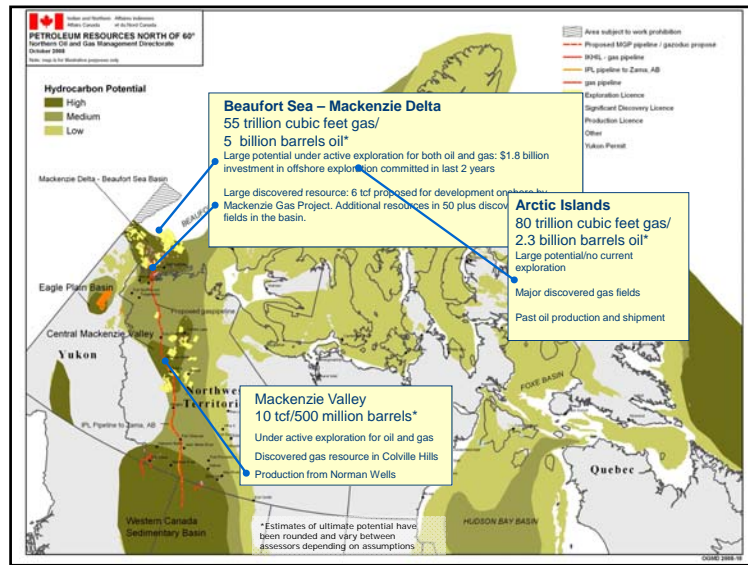 Indian and Northern Affairs Canada
Affaires indiennes et du Nord Canada
PETROLEUM RESOURCES NORTH OF 60°
Northern Oil and Gas Management Directorate
October 2008
Note: map is for illustrative purposes only
Hydrocarbon Potential
High
Medium
Low
Area subject to work prohibition
Proposed MGP pipeline / gazoduc proposé
IKHIL - gas pipeline
IPL pipeline to Zama, AB
gas pipeline
Exploration Licence
Significant Discovery Licence
Production Licence
Other
Yukon Permit
Beaufort Sea – Mackenzie Delta
55 trillion cubic feet gas/
5 billion barrels oil*
Large potential under active exploration for both oil and gas: $1.8 billion
investment in offshore exploration committed in last 2 years
Large discovered resource: 6 tcf proposed for development onshore by
Mackenzie Gas Project. Additional resources in 50 plus
fields in the basin.
Arctic Islands
80 trillion cubic feet gas/
2.3 billion barrels oil*
Large potential/no current
exploration
Major discovered gas fields
Past oil production and shipment
Mackenzie Delta - Beaufort Sea Basin
Eagle Plain Basin
Proposed gas pipeline
Central Mackenzie Valley
Yukon
Northwest
Territories
IPL Pipeline to Zama, AB
Mackenzie Valley
10 tcf/500 million barrels*
Under active exploration for oil and gas
Discovered gas resource in Colville Hills
Production from Norman Wells
FOXE BASIN
Quebec
HUDSON BAY BASIN
Western Canada
Sedimentary Basin
*Estimates of ultimate potential have
been rounded and vary between
assessors depending on assumptions